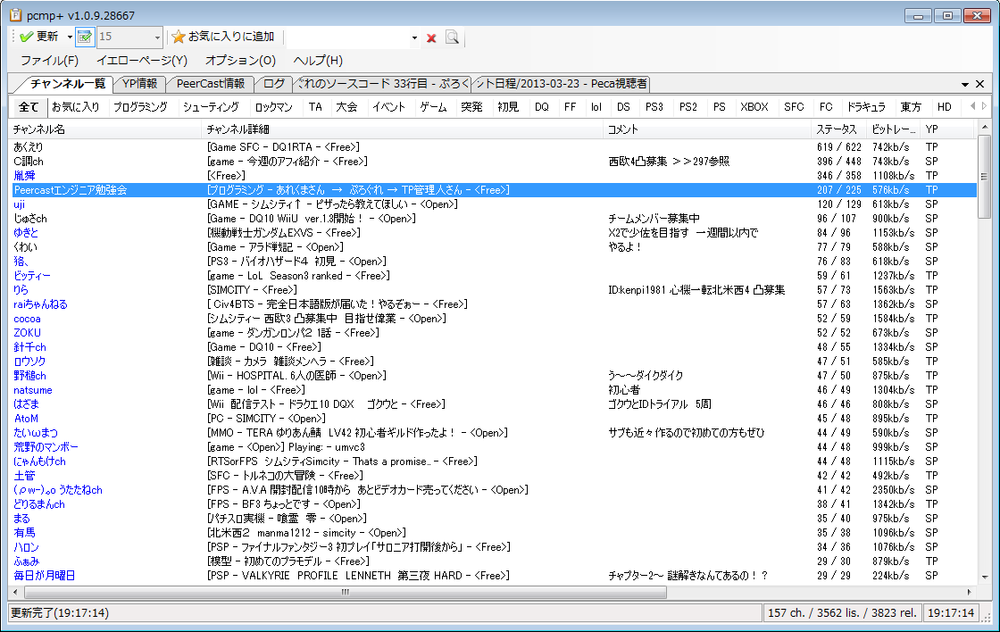 pcmp+ v1.0.9.28667
更新 15 お気に入りに追加
ファイル(F) イエローページ(Y) オプション(O) ヘルプ(H)
チャンネル一覧 YP情報 PeerCast情報 ログ ぐれのソースコード 33行目 - ぷろく ント日程/2013-03-23 - Peca視聴者
全て お気に入り プログラミング シューティング ロックマン TA 大会 イベント ゲーム 突発 初見 DQ FF lol DS PS3 PS2 PS XBOX SFC FC ドラキュラ 東方 HD
チャンネル名 チャンネル詳細 コメント ステータス ビットレー... YP
あくえり [Game SFC - DQ1RTA - <Free>] 619 / 622 742kb/s TP
C調ch [game - 今週のアフィ紹介 - <Free>] 西欧4凸募集 ＞＞297参照 396 / 448 743kb/s SP
胤舜 [<Free>] 346 / 358 1108kb/s TP
Peercastエンジニア勉強会 [プログラミング - あれくまさん → ぷろぐれ → TP管理人さん - <Free>] 207 / 225 576kb/s TP
uji [GAME - シムシティ↑ - ピザったら教えてほしい - <Open>] 120 / 129 613kb/s SP
じゅさch [Game - DQ10 WiiU ver.1.3開始！ - <Open>] チームメンバー募集中 96 / 107 900kb/s SP
ゆきと [機動戦士ガンダムEXVS - <Free>] X2で少佐を目指す 一週間以内で 84 / 96 1153kb/s SP
くわい [Game - アラド戦記 - <Open>] やるよ！ 77 / 79 588kb/s SP
狢、 [PS3 - バイオハザード４ 初見 - <Open>] 76 / 83 618kb/s SP
ビッティー [game - LoL Season3 ranked - <Free>] 59 / 61 1237kb/s SP
りら [SIMCITY - <Free>] ID:kenpi1981 心機一転北米西4 凸募集 57 / 73 1563kb/s TP
raiちゃんねる [ Civ4BTS - 完全日本語版が届いた！やるぞぉー - <Free>] 57 / 63 1362kb/s SP
cocoa [シムシティー 西欧3 凸募集中 目指せ偉業 - <Open>] 52 / 59 1584kb/s TP
ZOKU [game - ダンガンロンパ２ 1話 - <Free>] 52 / 52 673kb/s SP
針千ch [Game - DQ10 - <Free>] 48 / 55 1334kb/s SP
ロウソク [雑談 - カメラ 雑談メンヘラ - <Free>] 47 / 51 585kb/s TP
野槌ch [Wii - HOSPITAL. 6人の医師 - <Open>] う～～ダイクダイク 47 / 50 875kb/s SP
natsume [game - lol - <Free>] 初心者 46 / 49 1304kb/s TP
はざま [Wii 配信テスト - ドラクエ10 DQX ゴクウと - <Free>] ゴクウとIDトライアル 5周 46 / 46 808kb/s SP
AtoM [PC - SIMCITY - <Open>] 45 / 48 895kb/s SP
たいωまつ [MMO - TERA ゆりあん鯖 LV42 初心者ギルド作ったよ！ - <Open>] サブも近々作るので初めての方もぜひ 44 / 49 590kb/s SP
荒野のマンボー [game - <Open>] Playing: - umvc3 44 / 48 999kb/s SP
にゃんもけch [RTSorFPS シムシティSimcity - Thats a promise.. - <Free>] 44 / 48 1115kb/s SP
土管 [SFC - トルネコの大冒険 - <Free>] 42 / 42 492kb/s TP
(ρw-)｡o うたたねch [FPS - A.V.A 開封配信10時から あとビデオカード売ってください - <Open>] 41 / 42 2350kb/s SP
どりるまんch [FPS - BF3 ちょっとです - <Open>] 38 / 41 1342kb/s TP
まる [パチスロ実機 - 喰霊 零 - <Open>] 35 / 40 975kb/s SP
有馬 [北米西２ manma1212 - simcity - <Open>] 35 / 38 1096kb/s SP
ハロン [PSP - ファイナルファンタジー3 初プレイ「サロニア打開後から」 - <Free>] 34 / 36 1076kb/s SP
ふぁみ [模型 - 初めてのプラモデル - <Free>] 29 / 30 879kb/s TP
毎日が月曜日 [PSP - VALKYRIE PROFILE LENNETH 第三夜 HARD - <Free>] チャプター2～ 謎解きなんてあるの！？ 29 / 29 224kb/s SP
更新完了(19:17:14) 157 ch. / 3562 lis. / 3823 rel. 19:17:14